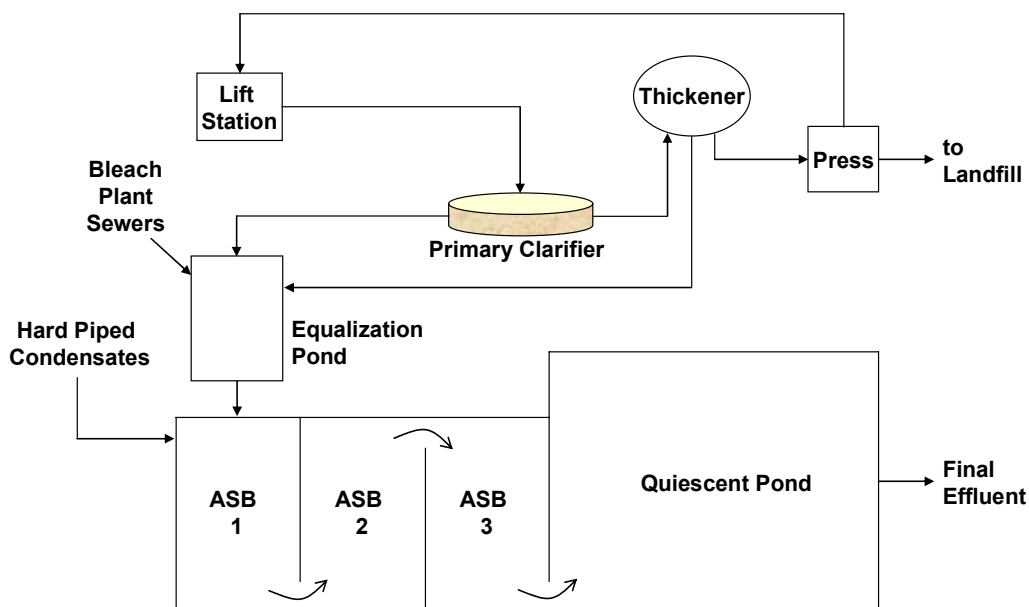 Lift
Station
Thickener
Press
to
Landfill
Bleach
Plant
Sewers
Primary Clarifier
Hard Piped
Condensates
Equalization
Pond
ASB
1
ASB
2
ASB
3
Quiescent Pond
Final
Effluent